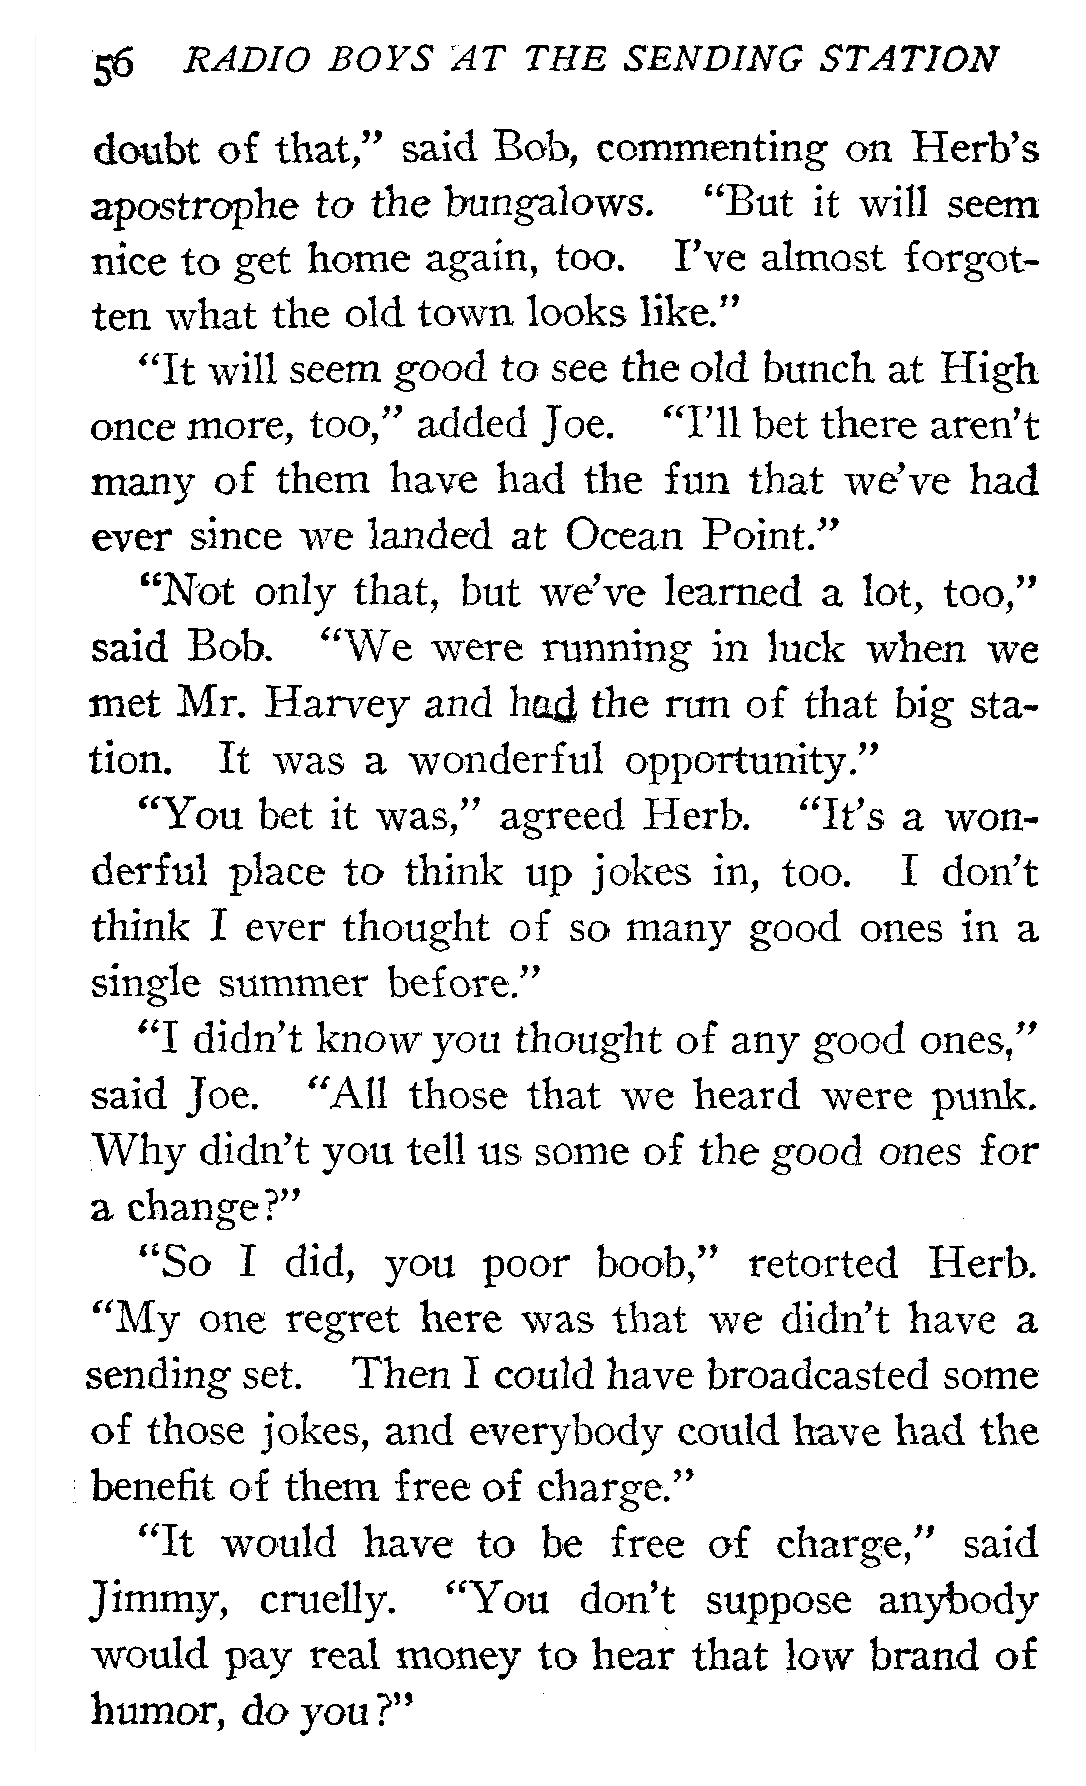 56 RADIO BOYS AT THE SENDING STATION
doubt of that,” said Bob, commenting on Herb’s
apostrophe to the bungalows. “But it will seem
nice to get home again, too. I’ve almost forgot-
ten what the old town looks like.”
“It will seem good to see the old bunch at High
once more, too,” added Joe. “I’ll bet there aren’t
many of them have had the fun that we’ve had
ever since we landed at Ocean Point.”
“Not only that, but we’ve learned a lot, too,”
said Bob. “We were running in luck when we
met Mr. Harvey and had the run of that big sta-
tion. It was a wonderful opportunity.”
“You bet it was,” agreed Herb. “It’s a won-
derful place to think up jokes in, too. I don’t
think I ever thought of so many good ones in a
single summer before.”
“I didn’t know you thought of any good ones,”
said Joe. “All those that we heard were punk.
Why didn’t you tell us some of the good ones for
a change?”
“So I did, you poor boob,” retorted Herb.
“My one regret here was that we didn’t have a
sending set. Then I could have broadcasted some
of those jokes, and everybody could have had the
benefit of them free of charge.”
“It would have to be free of charge,” said
Jimmy, cruelly. “You don’t suppose anybody
would pay real money to hear that low brand of
humor, do you?”